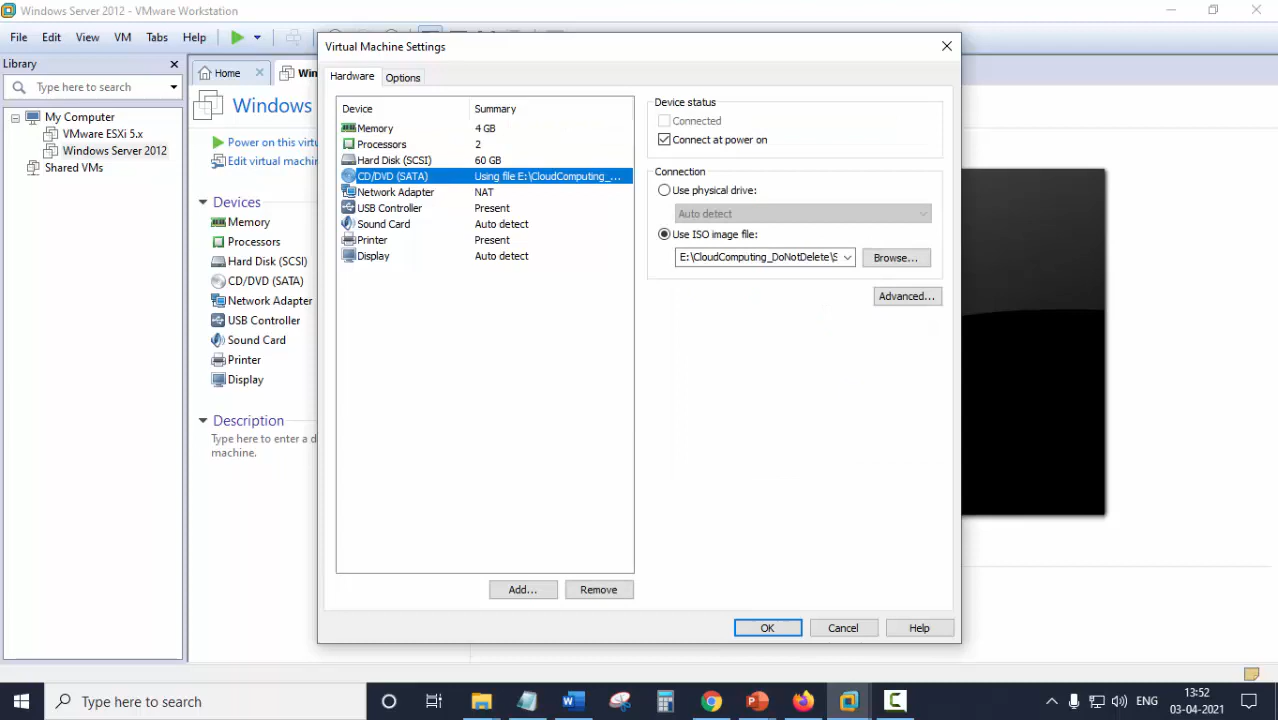 Windows Server 2012 - VMware Workstation
File Edit View VM Tabs Help
Library
Type here to search
My Computer
VMware ESXi 5.x
Windows Server 2012
Shared VMs
Home
Win
Windows
Power on this virtu
Edit virtual machin
Devices
Memory
Processors
Hard Disk (SCSI)
CD/DVD (SATA)
Network Adapter
USB Controller
Sound Card
Printer
Display
Description
Type here to enter a d
machine.
Virtual Machine Settings
Hardware Options
Device Summary
Memory 4 GB
Processors 2
Hard Disk (SCSI) 60 GB
CD/DVD (SATA) Using file E:\CloudComputing_...
Network Adapter NAT
USB Controller Present
Sound Card Auto detect
Printer Present
Display Auto detect
Add... Remove
Device status
Connected
Connect at power on
Connection
Use physical drive:
Auto detect
Use ISO image file:
E:\CloudComputing_DoNotDelete\S Browse...
Advanced...
OK Cancel Help
Type here to search
ENG
13:52
03-04-2021